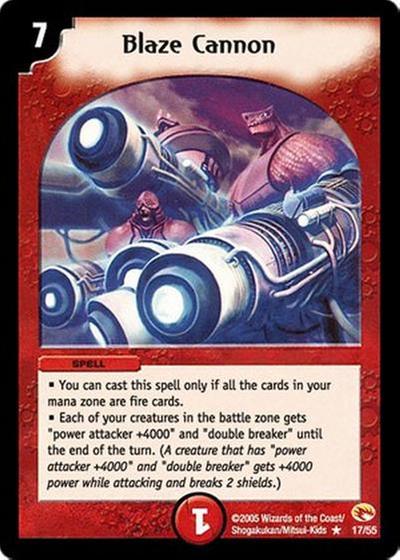 7
Blaze Cannon
SPELL
▪ You can cast this spell only if all the cards in your
mana zone are fire cards.
▪ Each of your creatures in the battle zone gets
"power attacker +4000" and "double breaker" until
the end of the turn. (A creature that has "power
attacker +4000" and "double breaker" gets +4000
power while attacking and breaks 2 shields.)
1
©2005 Wizards of the Coast/
Shogakukan/Mitsui-Kids ★ 17/55